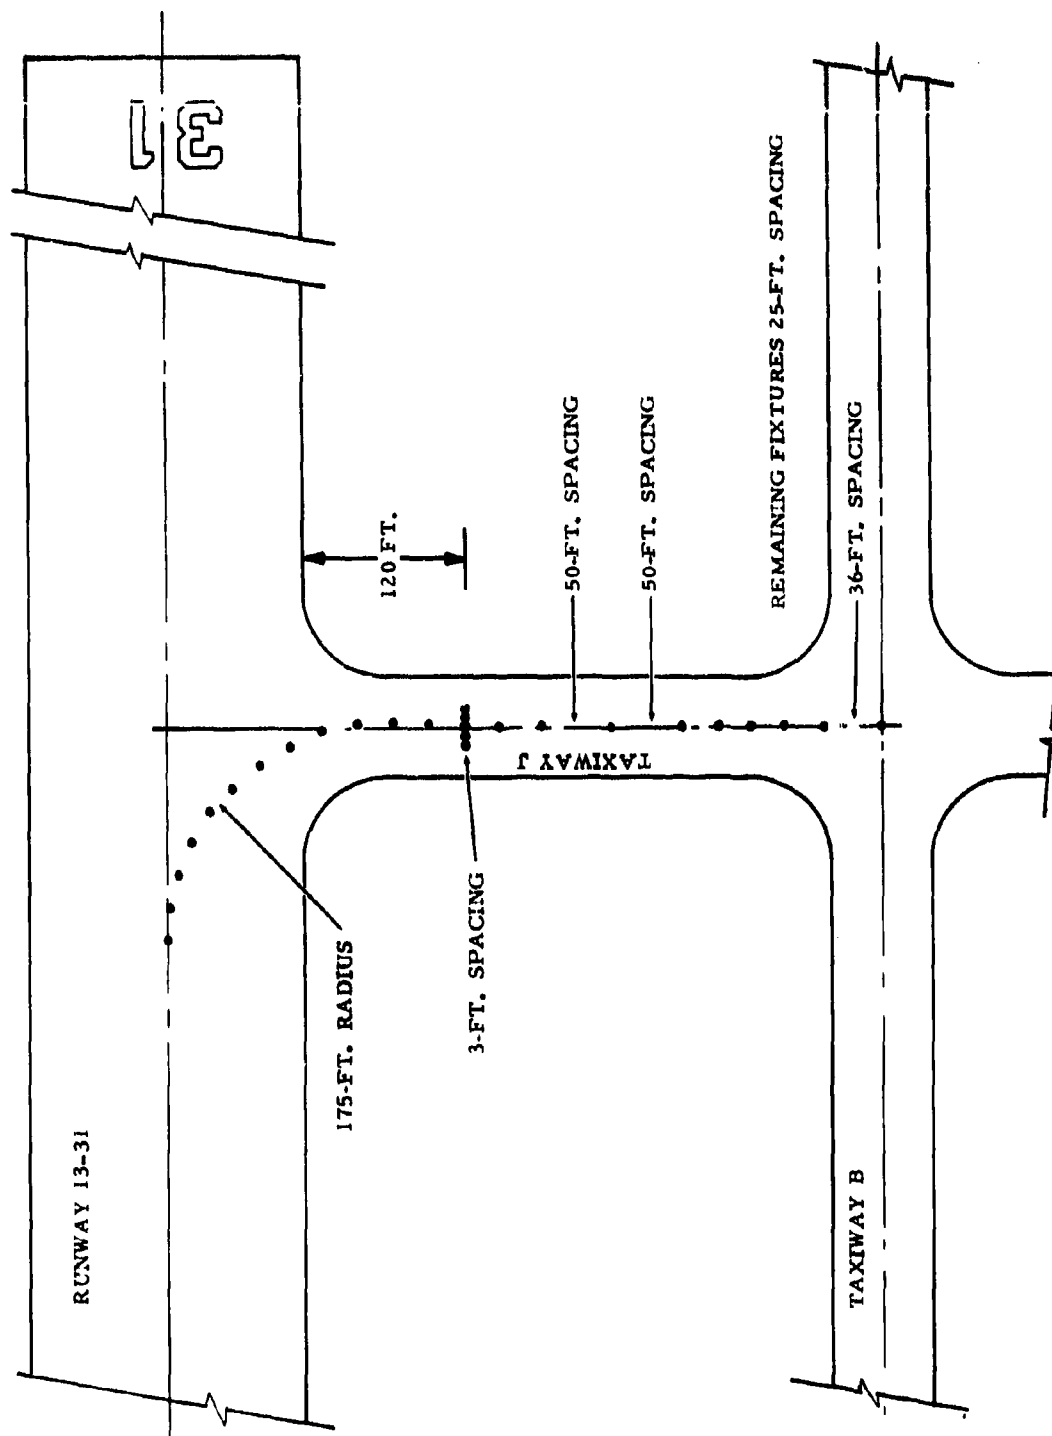 RUNWAY 13-31
31
120 FT.
175-FT. RADIUS
3-FT. SPACING
TAXIWAY J
50-FT. SPACING
50-FT. SPACING
REMAINING FIXTURES 25-FT. SPACING
36-FT. SPACING
TAXIWAY B